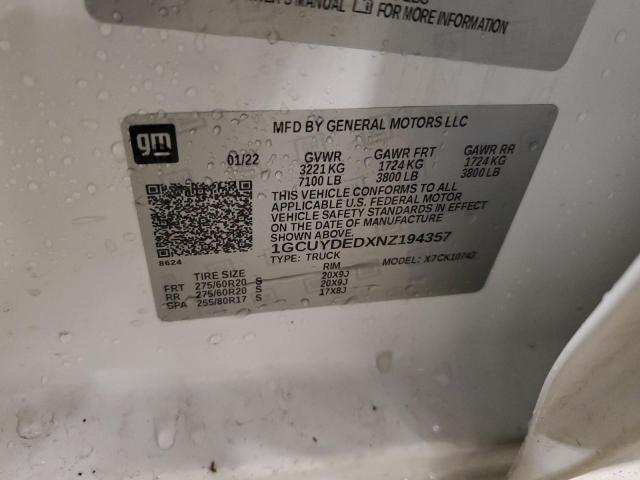 MANUAL FOR MORE INFORMATION
gm
MFD BY GENERAL MOTORS LLC
01/22 GVWR GAWR FRT GAWR RR
3221 KG 1724 KG 1724 KG
7100 LB 3800 LB 3800 LB
THIS VEHICLE CONFORMS TO ALL
APPLICABLE U.S. FEDERAL MOTOR
VEHICLE SAFETY STANDARDS IN EFFECT
ON THE DATE OF MANUFACTURE
SHOWN ABOVE.
1GCUYDEDXNZ194357
TYPE: TRUCK MODEL: X7CK10743
8624
TIRE SIZE RIM
FRT 275/60R20 S 20X9J
RR 275/60R20 S 20X9J
SPA 255/80R17 S 17X8J